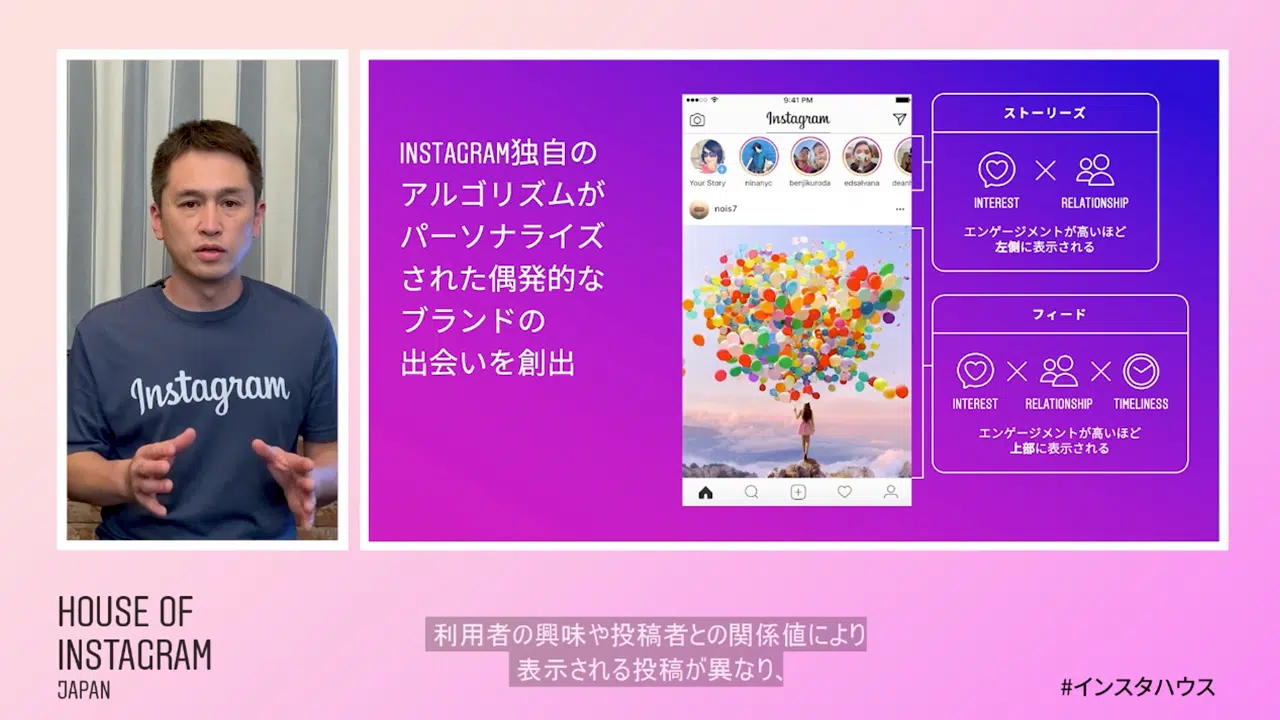 Instagram
INSTAGRAM独自の
アルゴリズムが
パーソナライズ
された偶発的な
ブランドの
出会いを創出
9:41 PM
Instagram
Your Story
ninanyc
benjikuroda
edsalvana
deanh
nois7
ストーリーズ
INTEREST
RELATIONSHIP
エンゲージメントが高いほど
左側に表示される
フィード
INTEREST
RELATIONSHIP
TIMELINESS
エンゲージメントが高いほど
上部に表示される
HOUSE OF
INSTAGRAM
JAPAN
利用者の興味や投稿者との関係値により
表示される投稿が異なり、
#インスタハウス